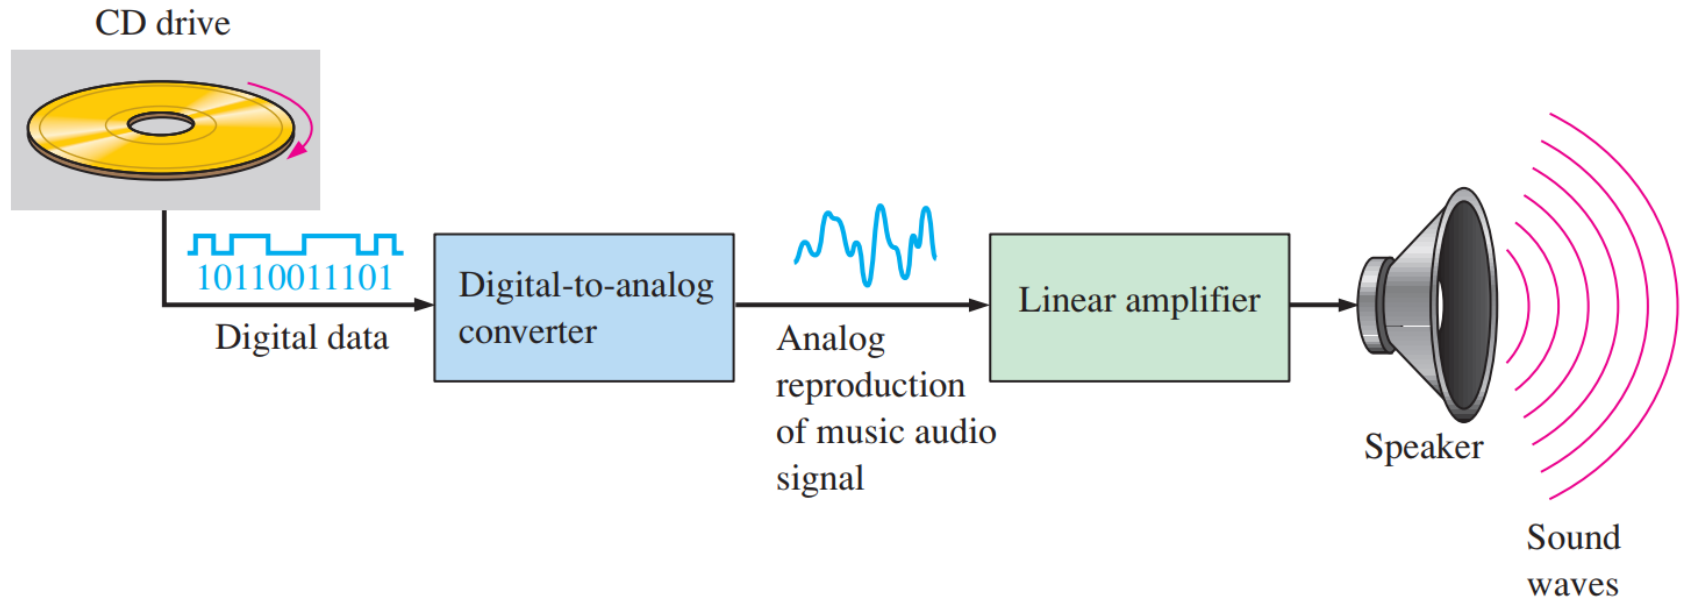 CD drive
10110011101
Digital data
Digital-to-analog
converter
Analog
reproduction
of music audio
signal
Linear amplifier
Speaker
Sound
waves